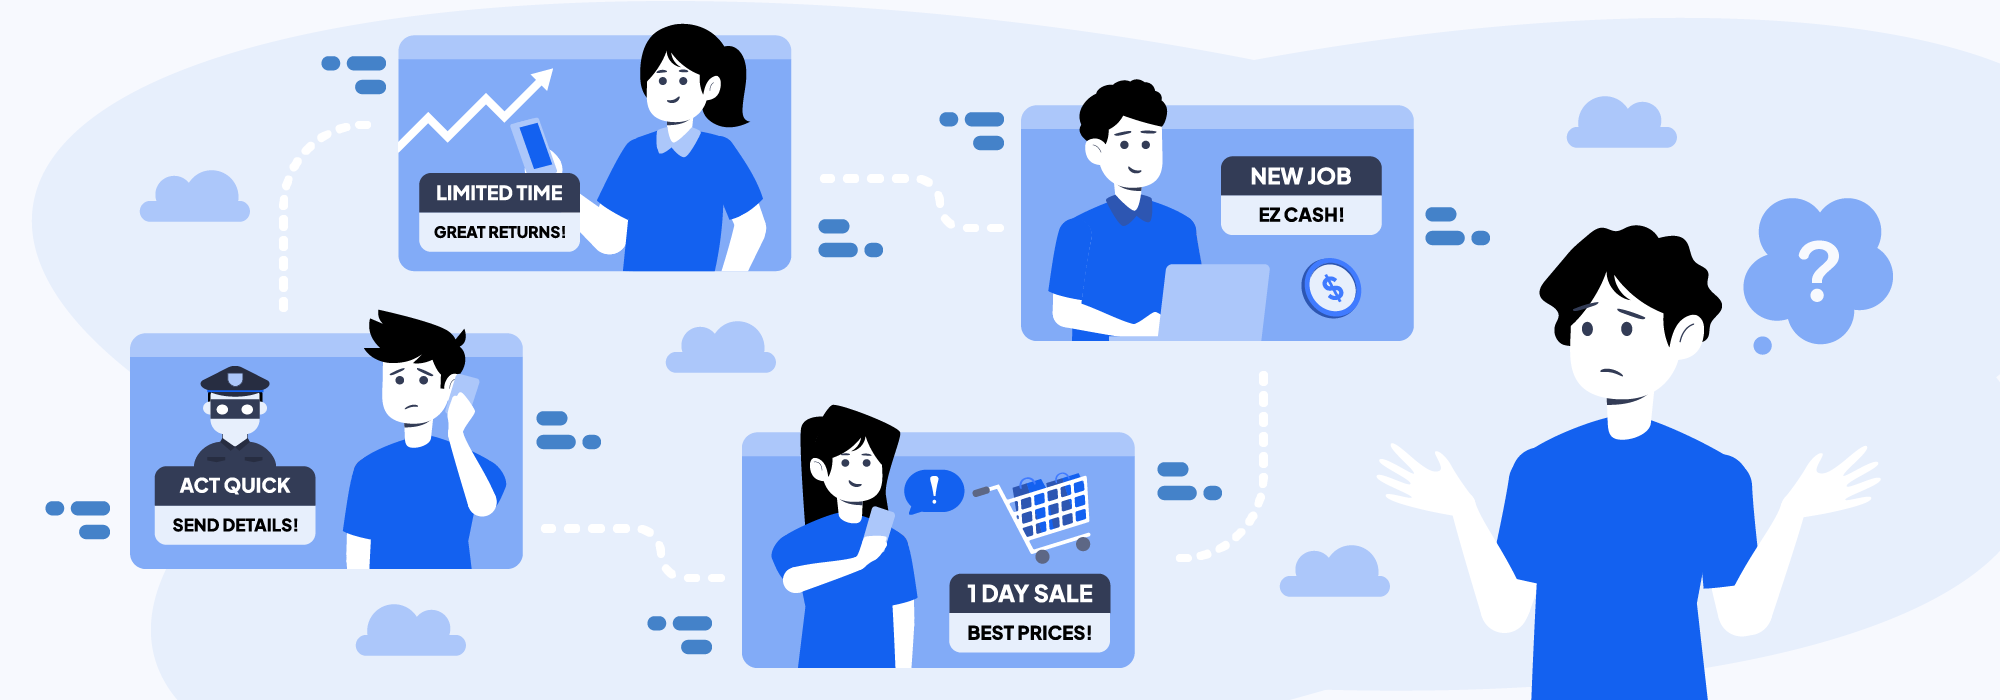 LIMITED TIME
GREAT RETURNS!
NEW JOB
EZ CASH!
$
?
ACT QUICK
SEND DETAILS!
!
1 DAY SALE
BEST PRICES!